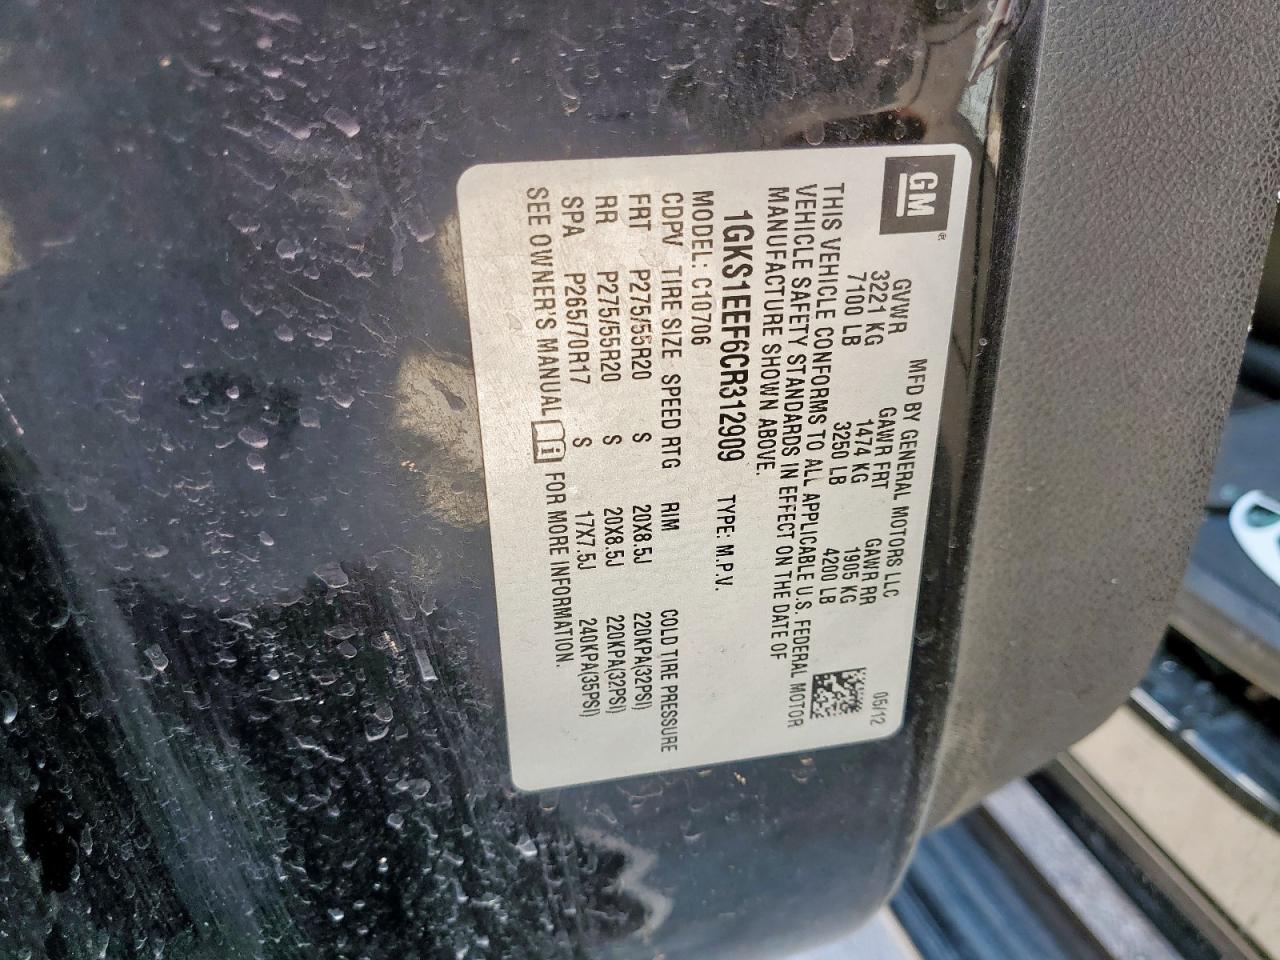 GM®
MFD BY GENERAL MOTORS LLC
05/12
GVWR GAWR FRT GAWR RR
3221 KG 1474 KG 1905 KG
7100 LB 3250 LB 4200 LB
THIS VEHICLE CONFORMS TO ALL APPLICABLE U.S. FEDERAL MOTOR
VEHICLE SAFETY STANDARDS IN EFFECT ON THE DATE OF
MANUFACTURE SHOWN ABOVE.
1GKS1EEF6CR312909 TYPE: M.P.V.
MODEL: C10706
CDPV TIRE SIZE SPEED RTG RIM COLD TIRE PRESSURE
FRT P275/55R20 S 20X8.5J 220KPA(32PSI)
RR P275/55R20 S 20X8.5J 220KPA(32PSI)
SPA P265/70R17 S 17X7.5J 240KPA(35PSI)
SEE OWNER'S MANUAL i FOR MORE INFORMATION.